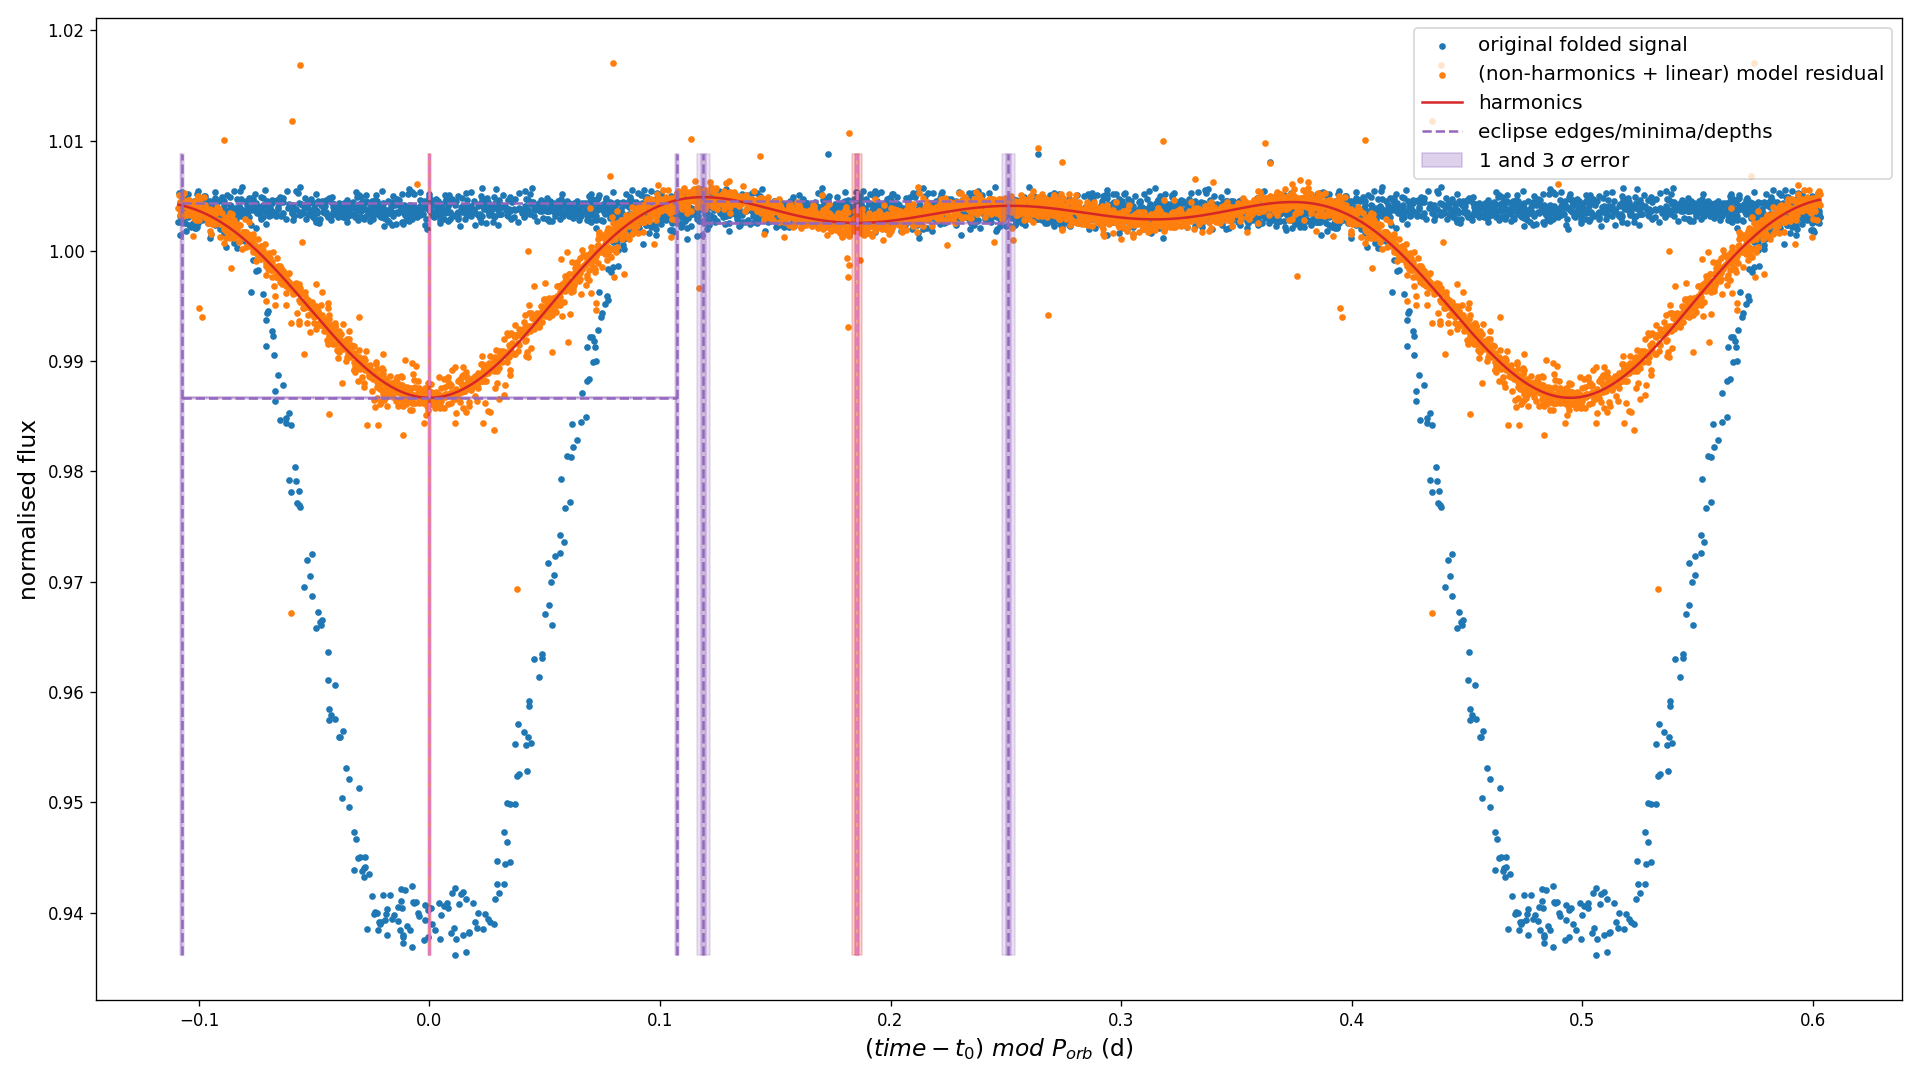 normalised flux
1.02
1.01
1.00
0.99
0.98
0.97
0.96
0.95
0.94
original folded signal
(non-harmonics + linear) model residual
harmonics
eclipse edges/minima/depths
1 and 3 σ error
−0.1 0.0 0.1 0.2 0.3 0.4 0.5 0.6
(time − t₀) mod P_orb (d)